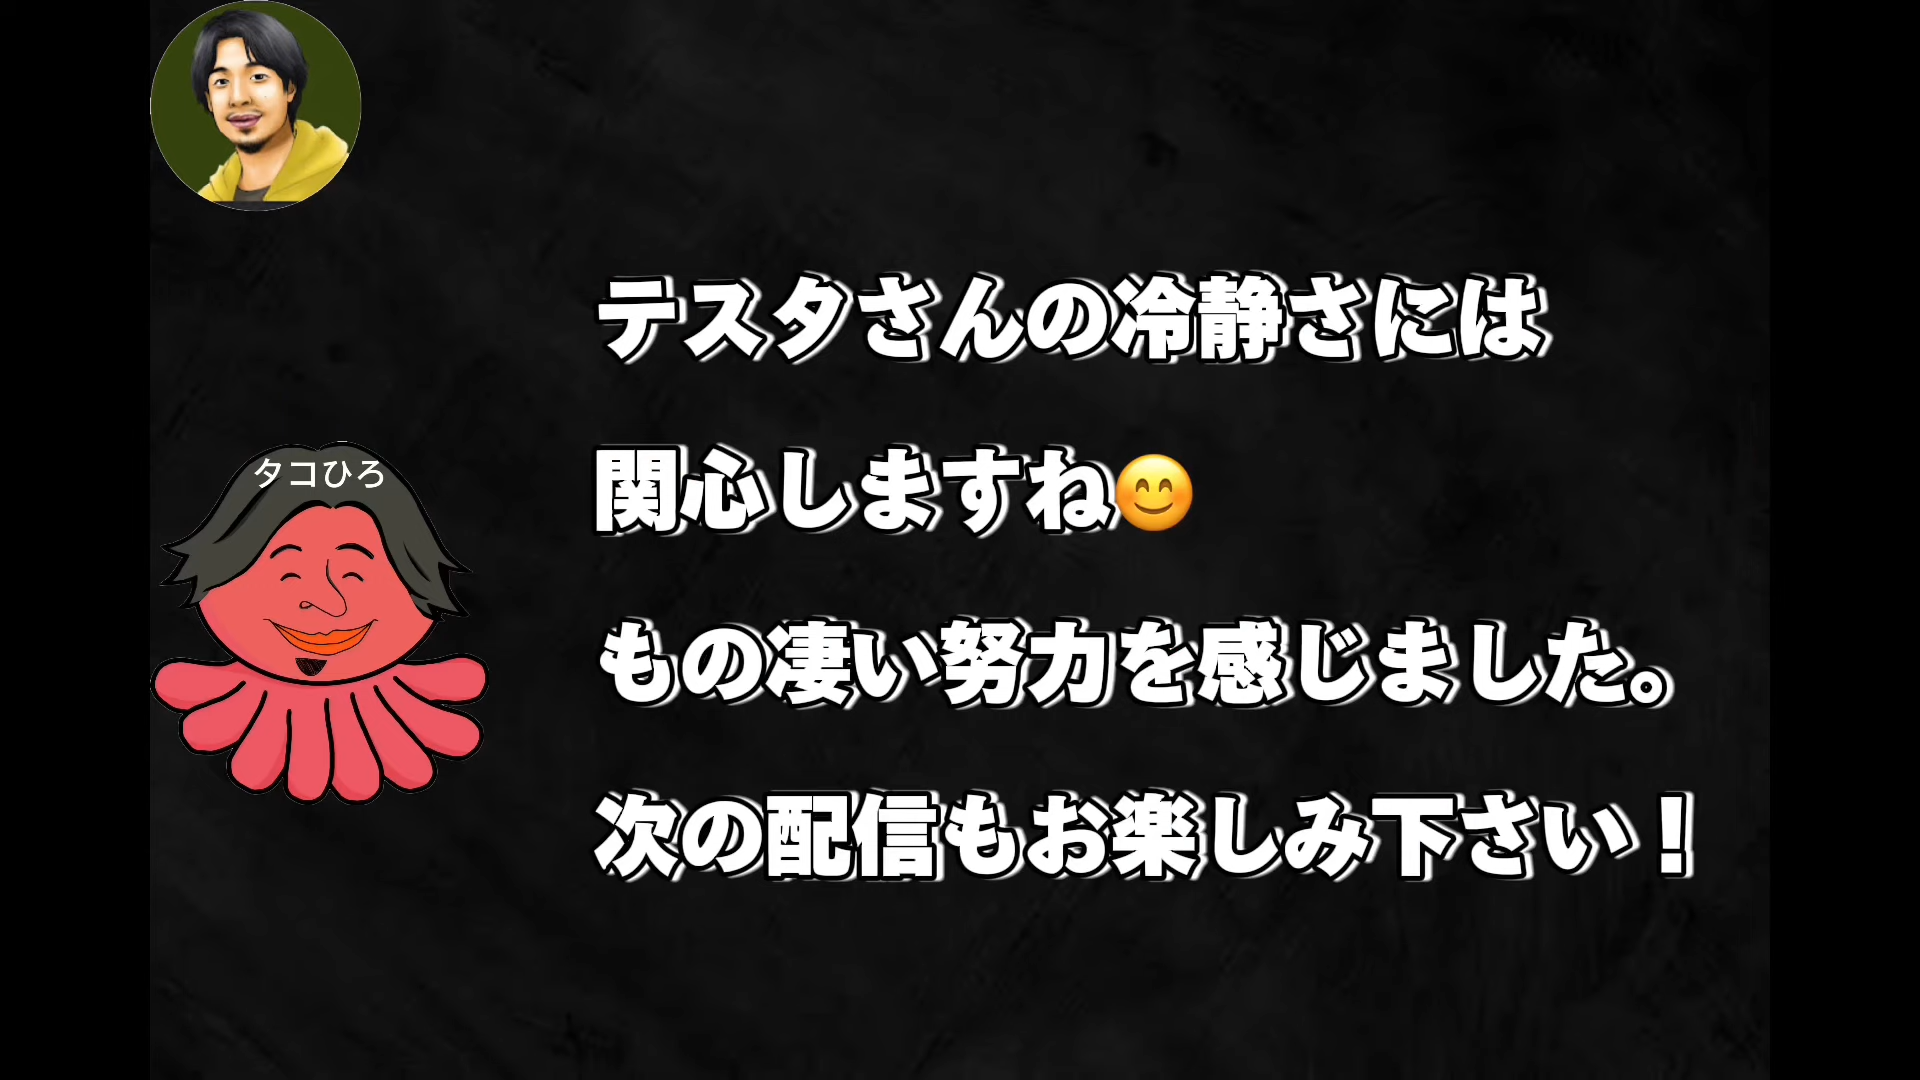 テスタさんの冷静さには
関心しますね😊
タコひろ
もの凄い努力を感じました。
次の配信もお楽しみ下さい！